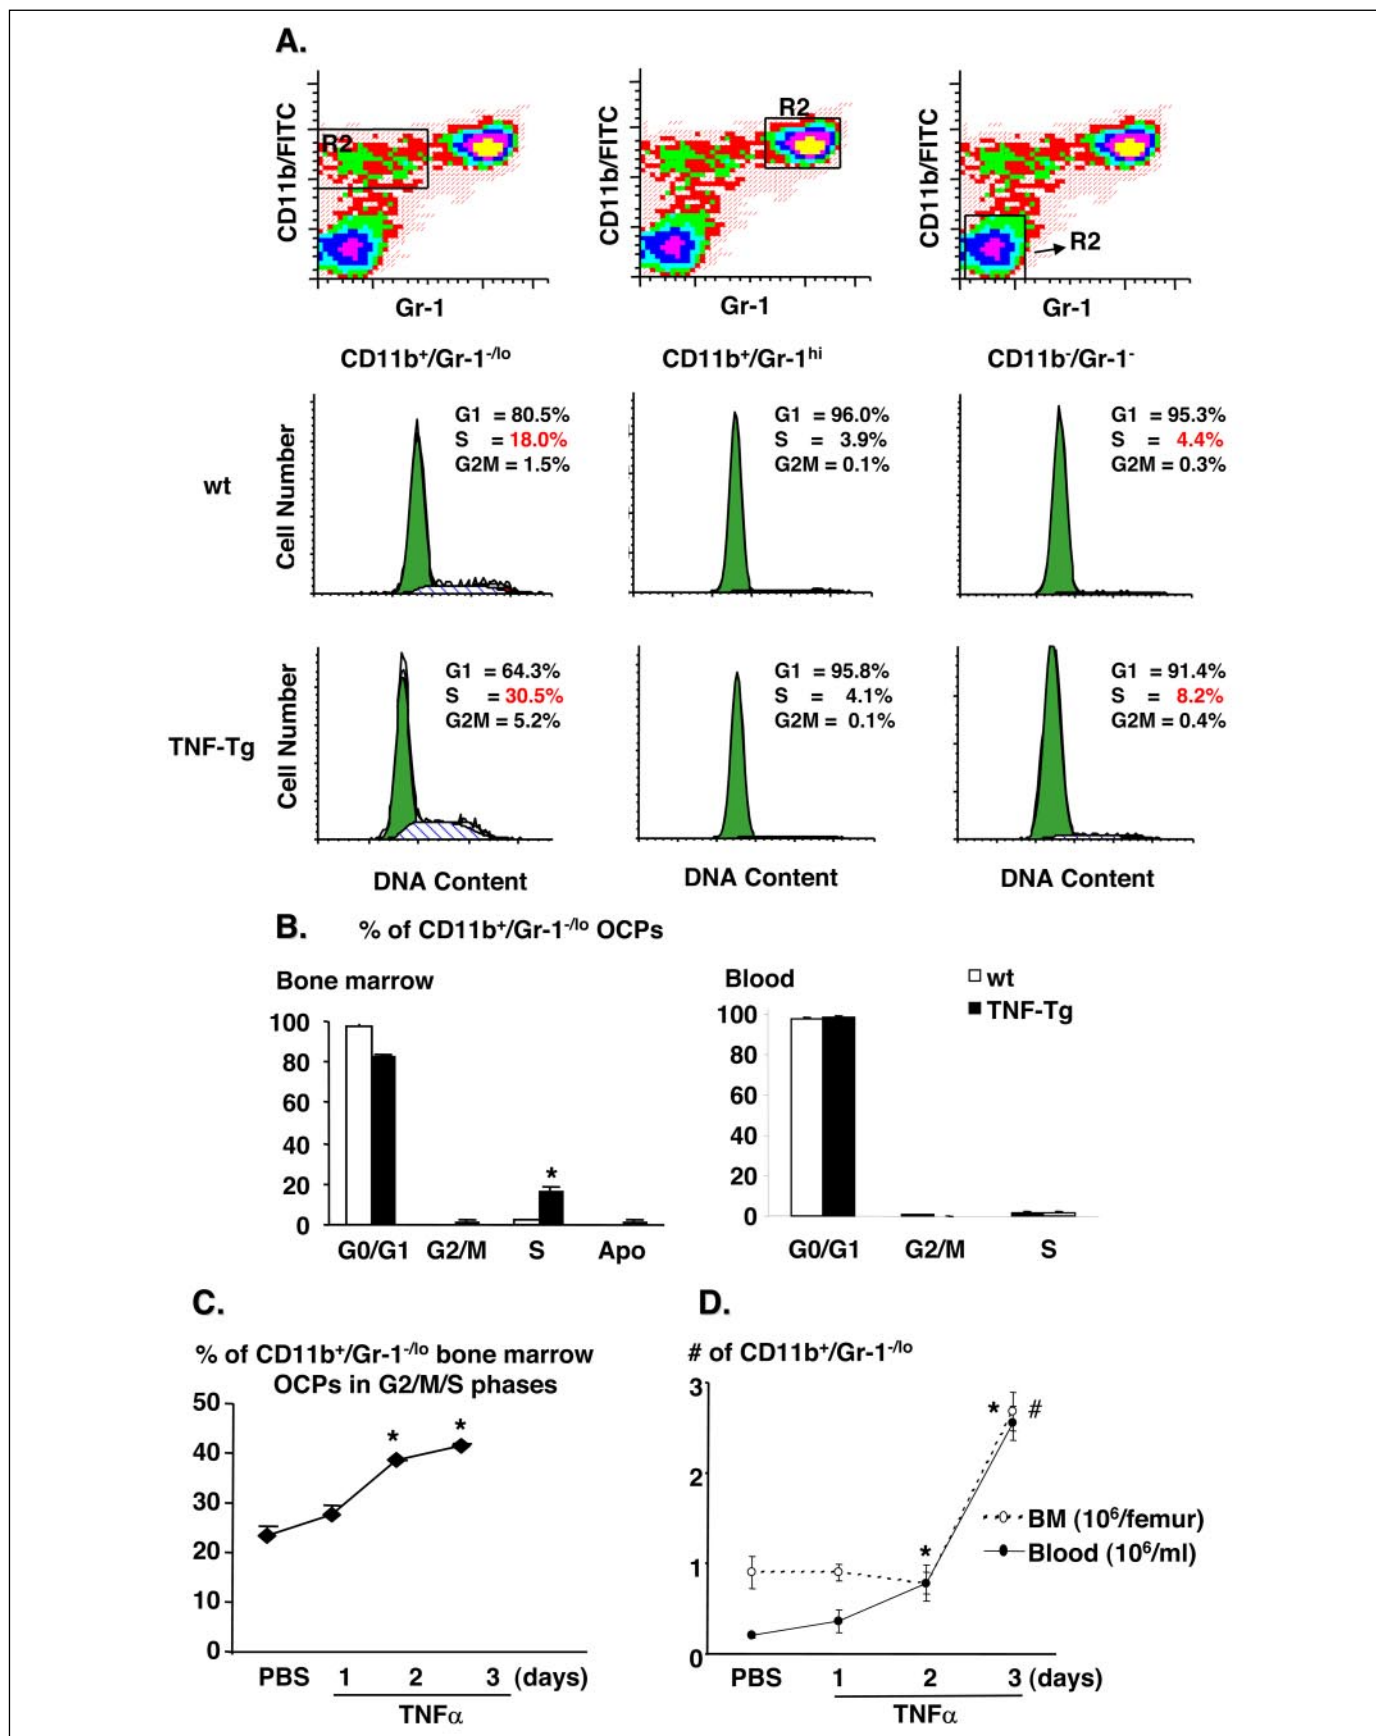 A.
R2
R2
R2
CD11b/FITC
CD11b/FITC
CD11b/FITC
Gr-1
Gr-1
Gr-1
CD11b⁺/Gr-1⁻/ˡᵒ
CD11b⁺/Gr-1ʰⁱ
CD11b⁻/Gr-1⁻
wt
Cell Number
G1 = 80.5%
S = 18.0%
G2M = 1.5%
G1 = 96.0%
S = 3.9%
G2M = 0.1%
G1 = 95.3%
S = 4.4%
G2M = 0.3%
TNF-Tg
Cell Number
G1 = 64.3%
S = 30.5%
G2M = 5.2%
G1 = 95.8%
S = 4.1%
G2M = 0.1%
G1 = 91.4%
S = 8.2%
G2M = 0.4%
DNA Content
DNA Content
DNA Content
B.
% of CD11b⁺/Gr-1⁻/ˡᵒ OCPs
Bone marrow
100
80
60
40
20
0
*
G0/G1 G2/M S Apo
Blood
wt
TNF-Tg
100
80
60
40
20
0
G0/G1 G2/M S
C.
% of CD11b⁺/Gr-1⁻/ˡᵒ bone marrow
OCPs in G2/M/S phases
50
40
30
20
10
0
* *
PBS 1 2 3 (days)
TNFα
D.
# of CD11b⁺/Gr-1⁻/ˡᵒ
3
2
1
0
* #
*
BM (10⁶/femur)
Blood (10⁶/ml)
PBS 1 2 3 (days)
TNFα